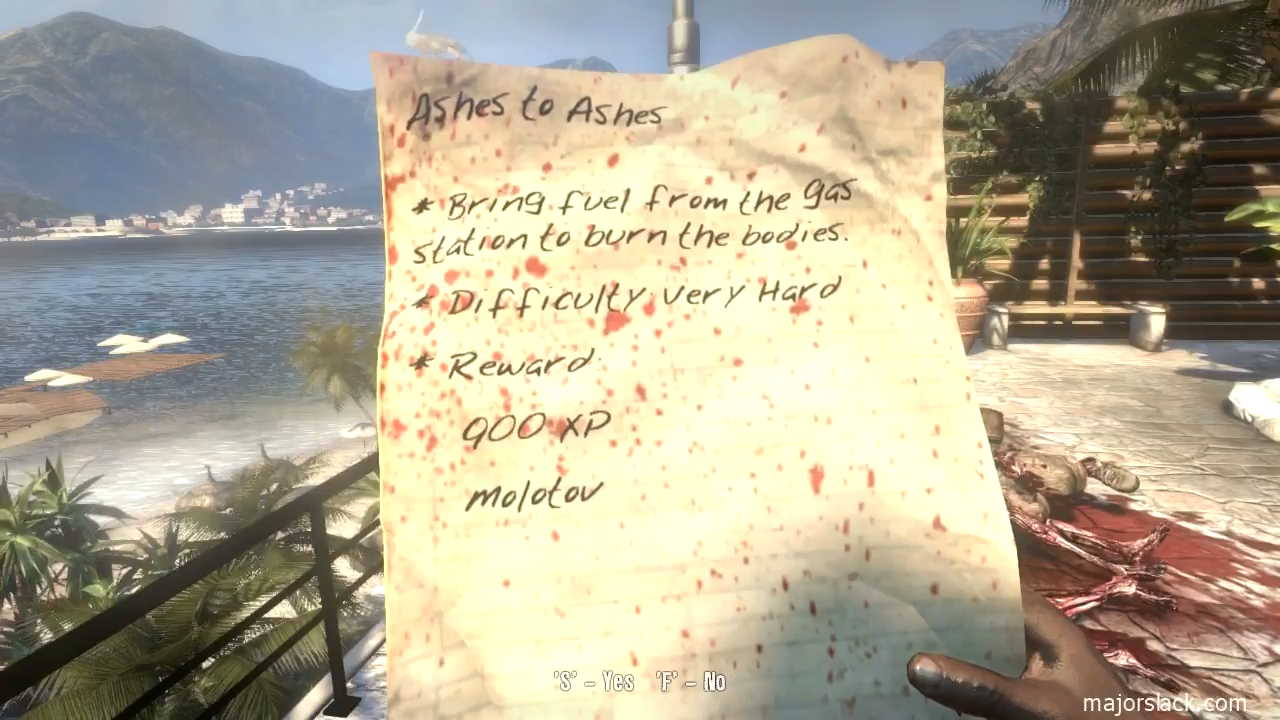 Ashes to Ashes
* Bring fuel from the gas
station to burn the bodies.
* Difficulty Very Hard
* Reward
900 XP
Molotov
'S' - Yes 'F' - No
majorslack.com